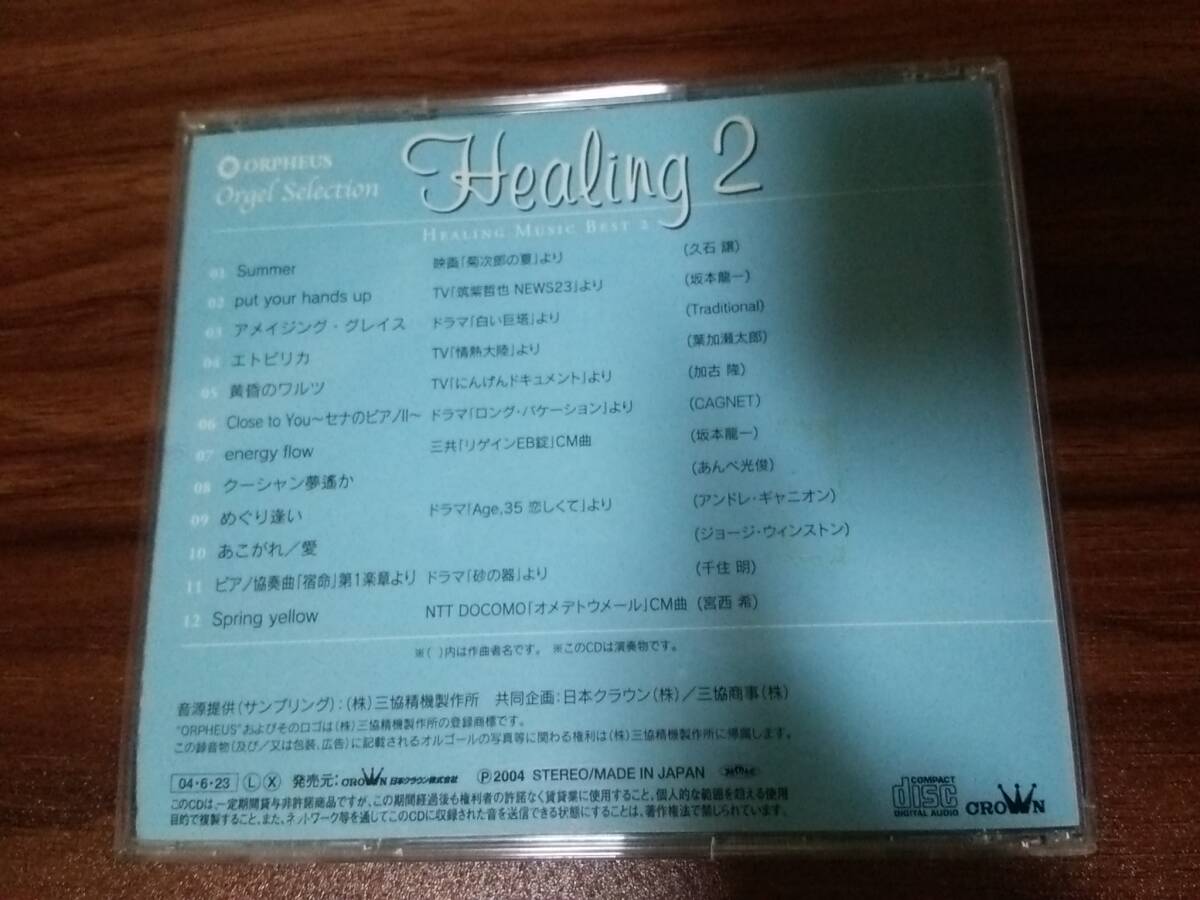 ORPHEUS
Orgel Selection
Healing 2
HEALING MUSIC BEST 2
01 Summer 映画「菊次郎の夏」より (久石 譲)
02 put your hands up TV「筑紫哲也 NEWS23」より (坂本龍一)
03 アメイジング・グレイス ドラマ「白い巨塔」より (Traditional)
04 エトピリカ TV「情熱大陸」より (葉加瀬太郎)
05 黄昏のワルツ TV「にんげんドキュメント」より (加古 隆)
06 Close to You〜セナのピアノII〜 ドラマ「ロング・バケーション」より (CAGNET)
07 energy flow 三共「リゲインEB錠」CM曲 (坂本龍一)
08 クーシャン夢遙か (あんべ光俊)
09 めぐり逢い ドラマ「Age,35 恋しくて」より (アンドレ・ギャニオン)
10 あこがれ/愛 (ジョージ・ウィンストン)
11 ピアノ協奏曲「宿命」第1楽章より ドラマ「砂の器」より (千住 明)
12 Spring yellow NTT DOCOMO「オメデトウメール」CM曲 (宮西 希)
※( )内は作曲者名です。 ※このCDは演奏物です。
音源提供(サンプリング):(株)三協精機製作所 共同企画:日本クラウン(株)/三協商事(株)
"ORPHEUS"およびそのロゴは(株)三協精機製作所の登録商標です。
この録音物(及び/又は包装、広告)に記載されるオルゴールの写真等に関わる権利は(株)三協精機製作所に帰属します。
04・6・23 Ⓛ Ⓧ 発売元: CROWN 日本クラウン株式会社 Ⓟ2004 STEREO/MADE IN JAPAN
このCDは、一定期間貸与非許諾商品ですが、この期間経過後も権利者の許諾なく賃貸業に使用すること、個人的な範囲を超える使用
目的で複製すること、また、ネットワーク等を通じてこのCDに収録された音を送信できる状態にすることは、著作権法で禁じられています。
COMPACT
disc
DIGITAL AUDIO
CROWN